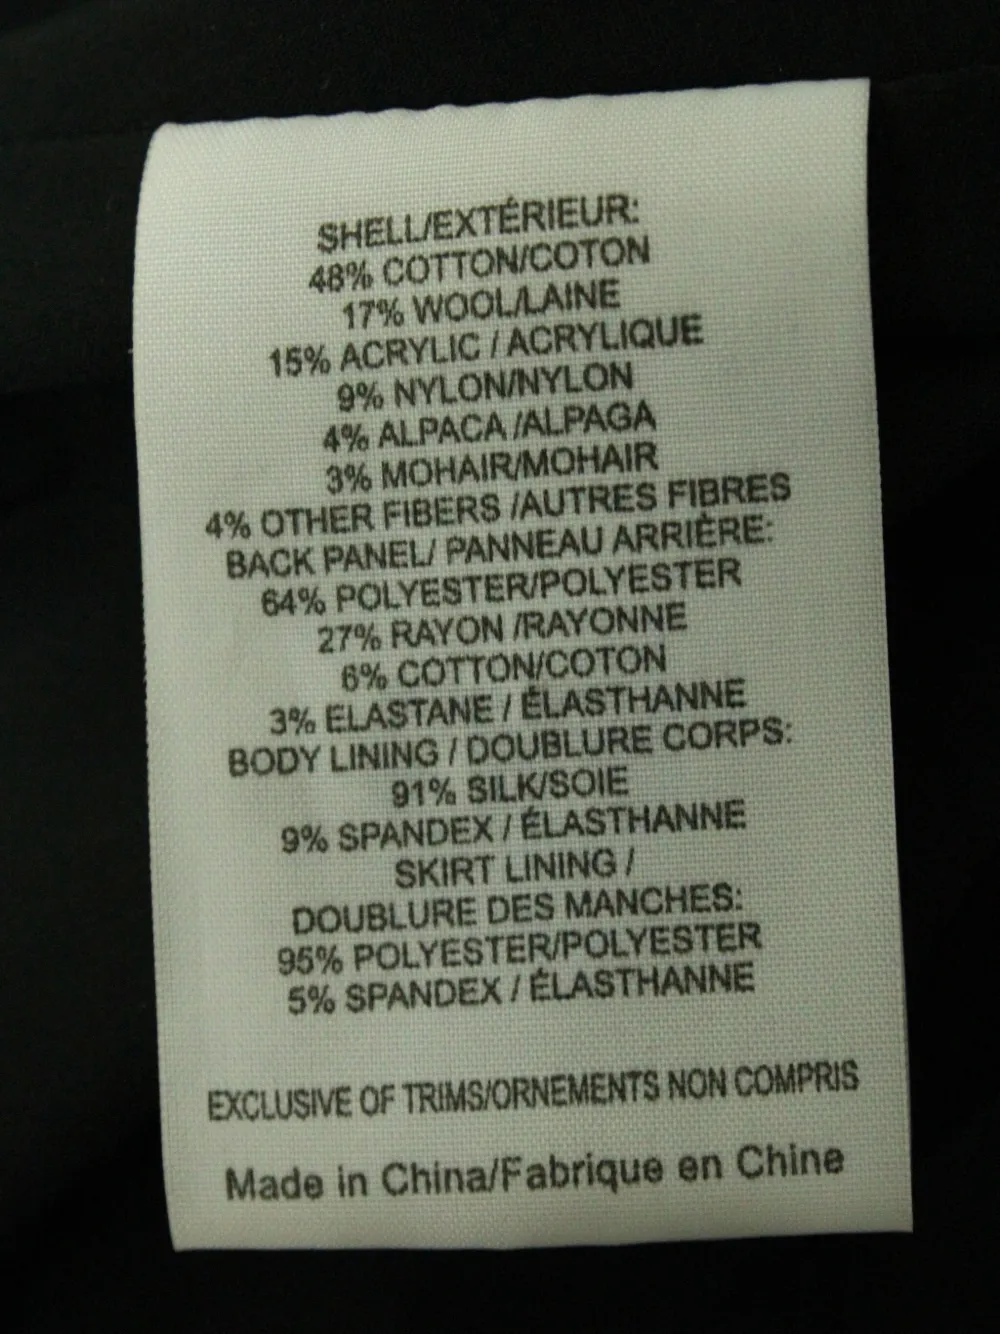 SHELL/EXTÉRIEUR:
48% COTTON/COTON
17% WOOL/LAINE
15% ACRYLIC / ACRYLIQUE
9% NYLON/NYLON
4% ALPACA /ALPAGA
3% MOHAIR/MOHAIR
4% OTHER FIBERS /AUTRES FIBRES
BACK PANEL/ PANNEAU ARRIÈRE:
64% POLYESTER/POLYESTER
27% RAYON /RAYONNE
6% COTTON/COTON
3% ELASTANE / ÉLASTHANNE
BODY LINING / DOUBLURE CORPS:
91% SILK/SOIE
9% SPANDEX / ÉLASTHANNE
SKIRT LINING /
DOUBLURE DES MANCHES:
95% POLYESTER/POLYESTER
5% SPANDEX / ÉLASTHANNE
EXCLUSIVE OF TRIMS/ORNEMENTS NON COMPRIS
Made in China/Fabrique en Chine